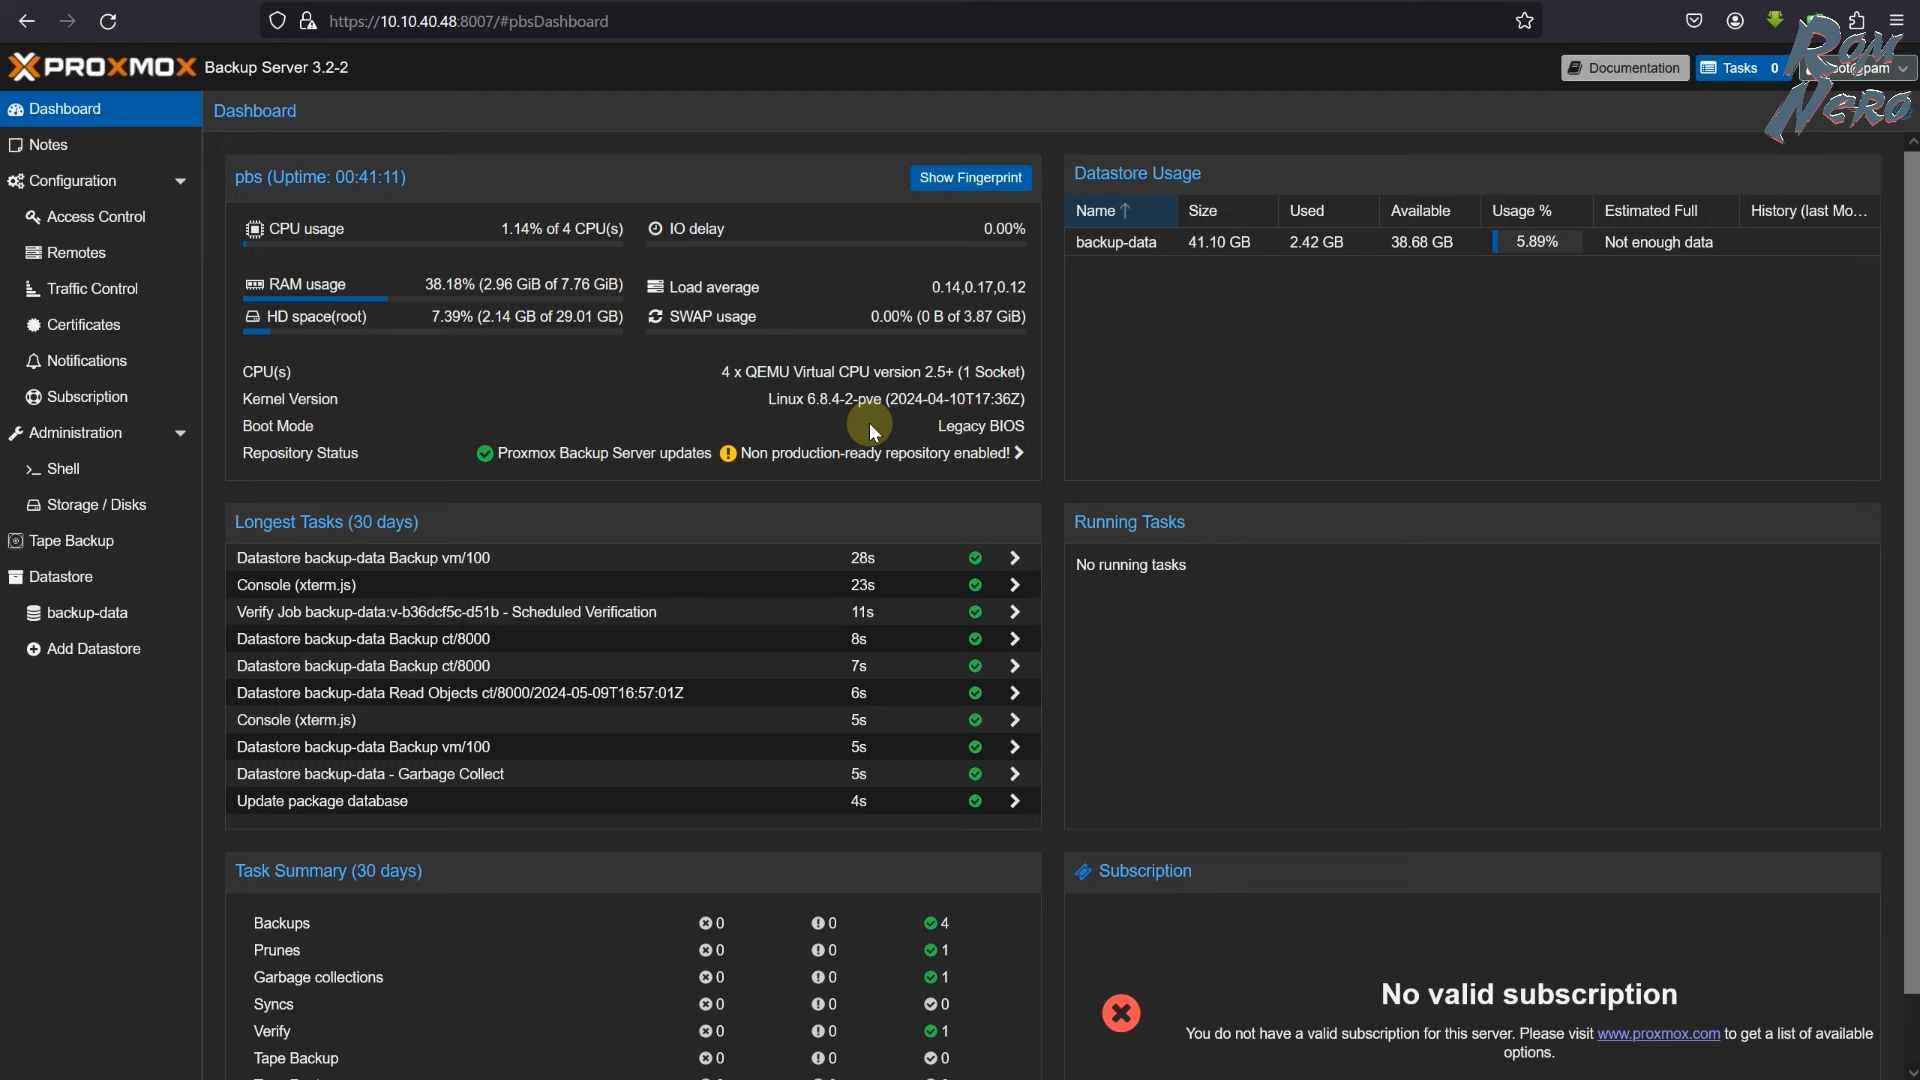 https://10.10.40.48:8007/#pbsDashboard
PROXMOX Backup Server 3.2-2
Documentation
Tasks 0
Rom
Nero
Dashboard
Notes
Configuration
Access Control
Remotes
Traffic Control
Certificates
Notifications
Subscription
Administration
Shell
Storage / Disks
Tape Backup
Datastore
backup-data
Add Datastore
Dashboard
pbs (Uptime: 00:41:11)
Show Fingerprint
CPU usage 1.14% of 4 CPU(s)
IO delay 0.00%
RAM usage 38.18% (2.96 GiB of 7.76 GiB)
Load average 0.14,0.17,0.12
HD space(root) 7.39% (2.14 GB of 29.01 GB)
SWAP usage 0.00% (0 B of 3.87 GiB)
CPU(s) 4 x QEMU Virtual CPU version 2.5+ (1 Socket)
Kernel Version Linux 6.8.4-2-pve (2024-04-10T17:36Z)
Boot Mode Legacy BIOS
Repository Status Proxmox Backup Server updates Non production-ready repository enabled!
Datastore Usage
Name Size Used Available Usage % Estimated Full History (last Mo...
backup-data 41.10 GB 2.42 GB 38.68 GB 5.89% Not enough data
Longest Tasks (30 days)
Datastore backup-data Backup vm/100 28s
Console (xterm.js) 23s
Verify Job backup-data:v-b36dcf5c-d51b - Scheduled Verification 11s
Datastore backup-data Backup ct/8000 8s
Datastore backup-data Backup ct/8000 7s
Datastore backup-data Read Objects ct/8000/2024-05-09T16:57:01Z 6s
Console (xterm.js) 5s
Datastore backup-data Backup vm/100 5s
Datastore backup-data - Garbage Collect 5s
Update package database 4s
Running Tasks
No running tasks
Task Summary (30 days)
Backups 0 0 4
Prunes 0 0 1
Garbage collections 0 0 1
Syncs 0 0 0
Verify 0 0 1
Tape Backup 0 0 0
Subscription
No valid subscription
You do not have a valid subscription for this server. Please visit www.proxmox.com to get a list of available
options.